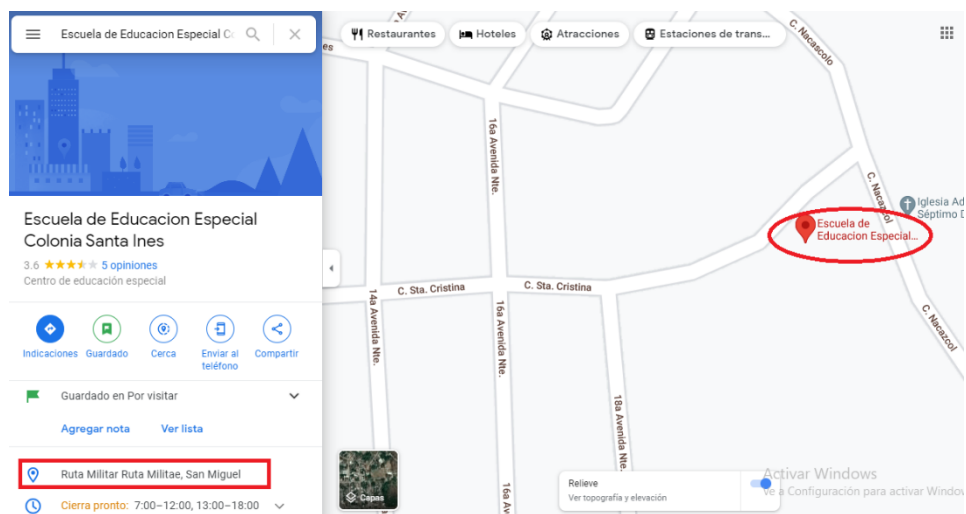 Escuela de Educacion Especial Co
Escuela de Educacion Especial
Colonia Santa Ines
3.6 5 opiniones
Centro de educación especial
Indicaciones
Guardado
Cerca
Enviar al
teléfono
Compartir
Guardado en Por visitar
Agregar nota Ver lista
Ruta Militar Ruta Militae, San Miguel
Cierra pronto: 7:00–12:00, 13:00–18:00
Restaurantes
Hoteles
Atracciones
Estaciones de trans...
es
C. Nacascolo
16a Avenida Nte.
C. Nacazcol
Iglesia Ad
Séptimo D
Escuela de
Educacion Especial...
C. Sta. Cristina
C. Sta. Cristina
14a Avenida Nte.
16a Avenida Nte.
C. Nacazcol
18a Avenida Nte.
16a Av
Capas
Relieve
Ver topografía y elevación
Activar Windows
Ve a Configuración para activar Window